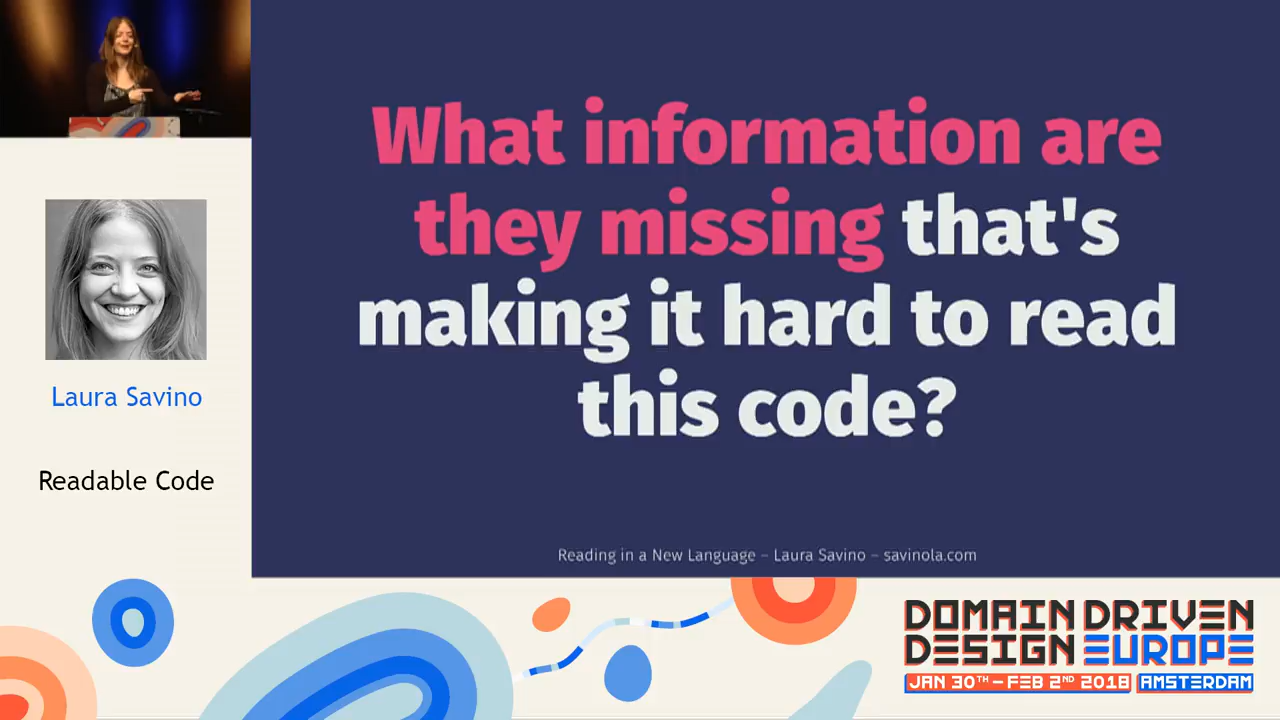 What information are
they missing that's
making it hard to read
this code?
Reading in a New Language – Laura Savino – savinola.com
Laura Savino
Readable Code
DOMAIN DRIVEN
DESIGN EUROPE
JAN 30TH – FEB 2ND 2018 AMSTERDAM